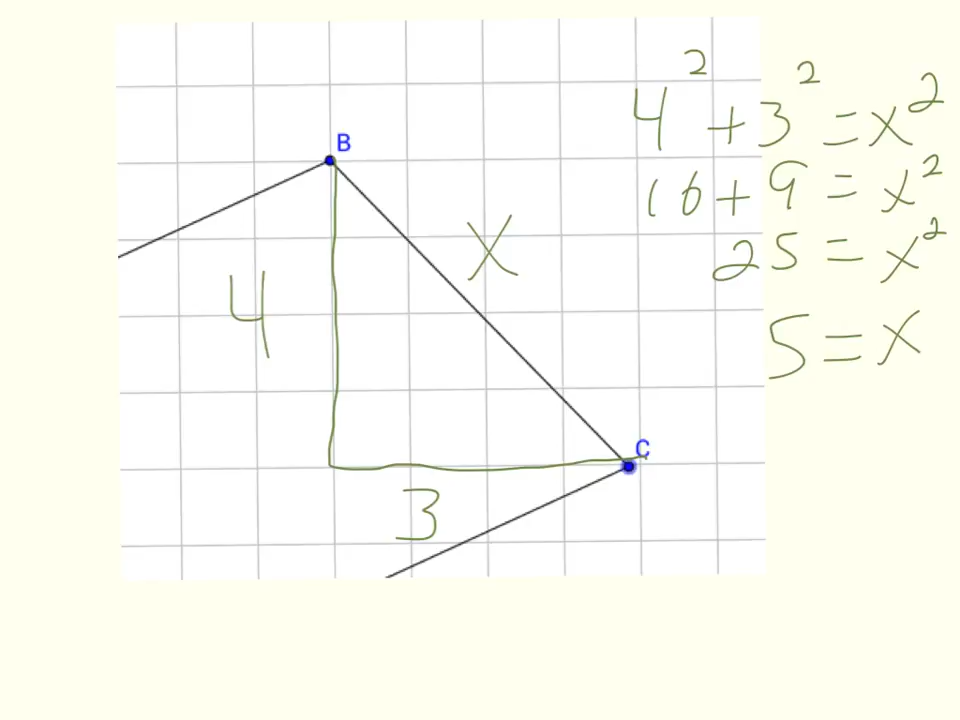 4² + 3² = x²
B
16 + 9 = x²
X
25 = x²
4
5 = x
C
3